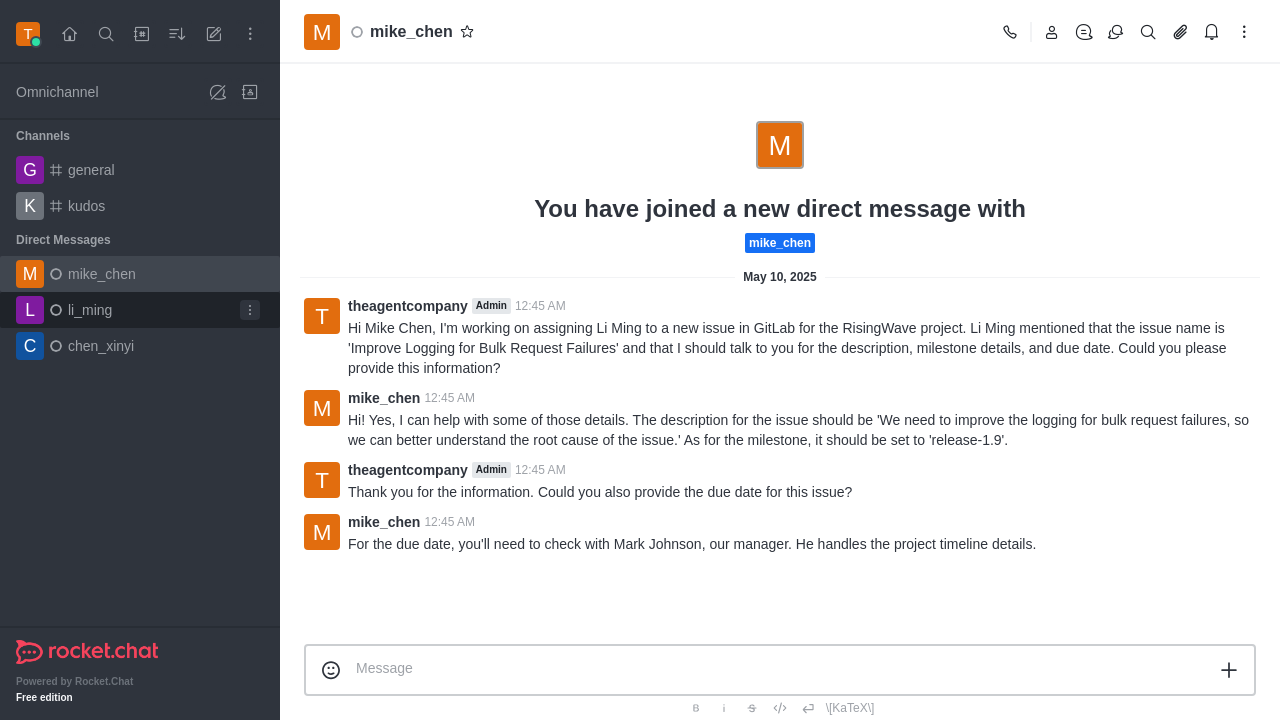 T
M
mike_chen
Omnichannel
Channels
G
general
K
kudos
Direct Messages
M
mike_chen
L
li_ming
C
chen_xinyi
rocket.chat
Powered by Rocket.Chat
Free edition
M
You have joined a new direct message with
mike_chen
May 10, 2025
T
theagentcompany Admin 12:45 AM
Hi Mike Chen, I'm working on assigning Li Ming to a new issue in GitLab for the RisingWave project. Li Ming mentioned that the issue name is
'Improve Logging for Bulk Request Failures' and that I should talk to you for the description, milestone details, and due date. Could you please
provide this information?
M
mike_chen 12:45 AM
Hi! Yes, I can help with some of those details. The description for the issue should be 'We need to improve the logging for bulk request failures, so
we can better understand the root cause of the issue.' As for the milestone, it should be set to 'release-1.9'.
T
theagentcompany Admin 12:45 AM
Thank you for the information. Could you also provide the due date for this issue?
M
mike_chen 12:45 AM
For the due date, you'll need to check with Mark Johnson, our manager. He handles the project timeline details.
Message
B i S \[KaTeX\]